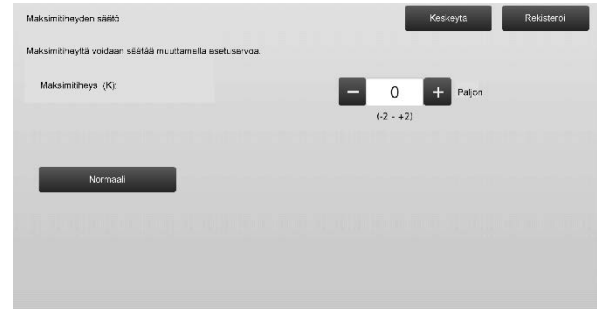 Maksimitiheyden säätö
Keskeytä
Rekisteröi
Maksimitiheyttä voidaan säätää muuttamalla asetusarvoa.
Maksimitiheys (K):
− 0 + Paljon
(-2 - +2)
Normaali